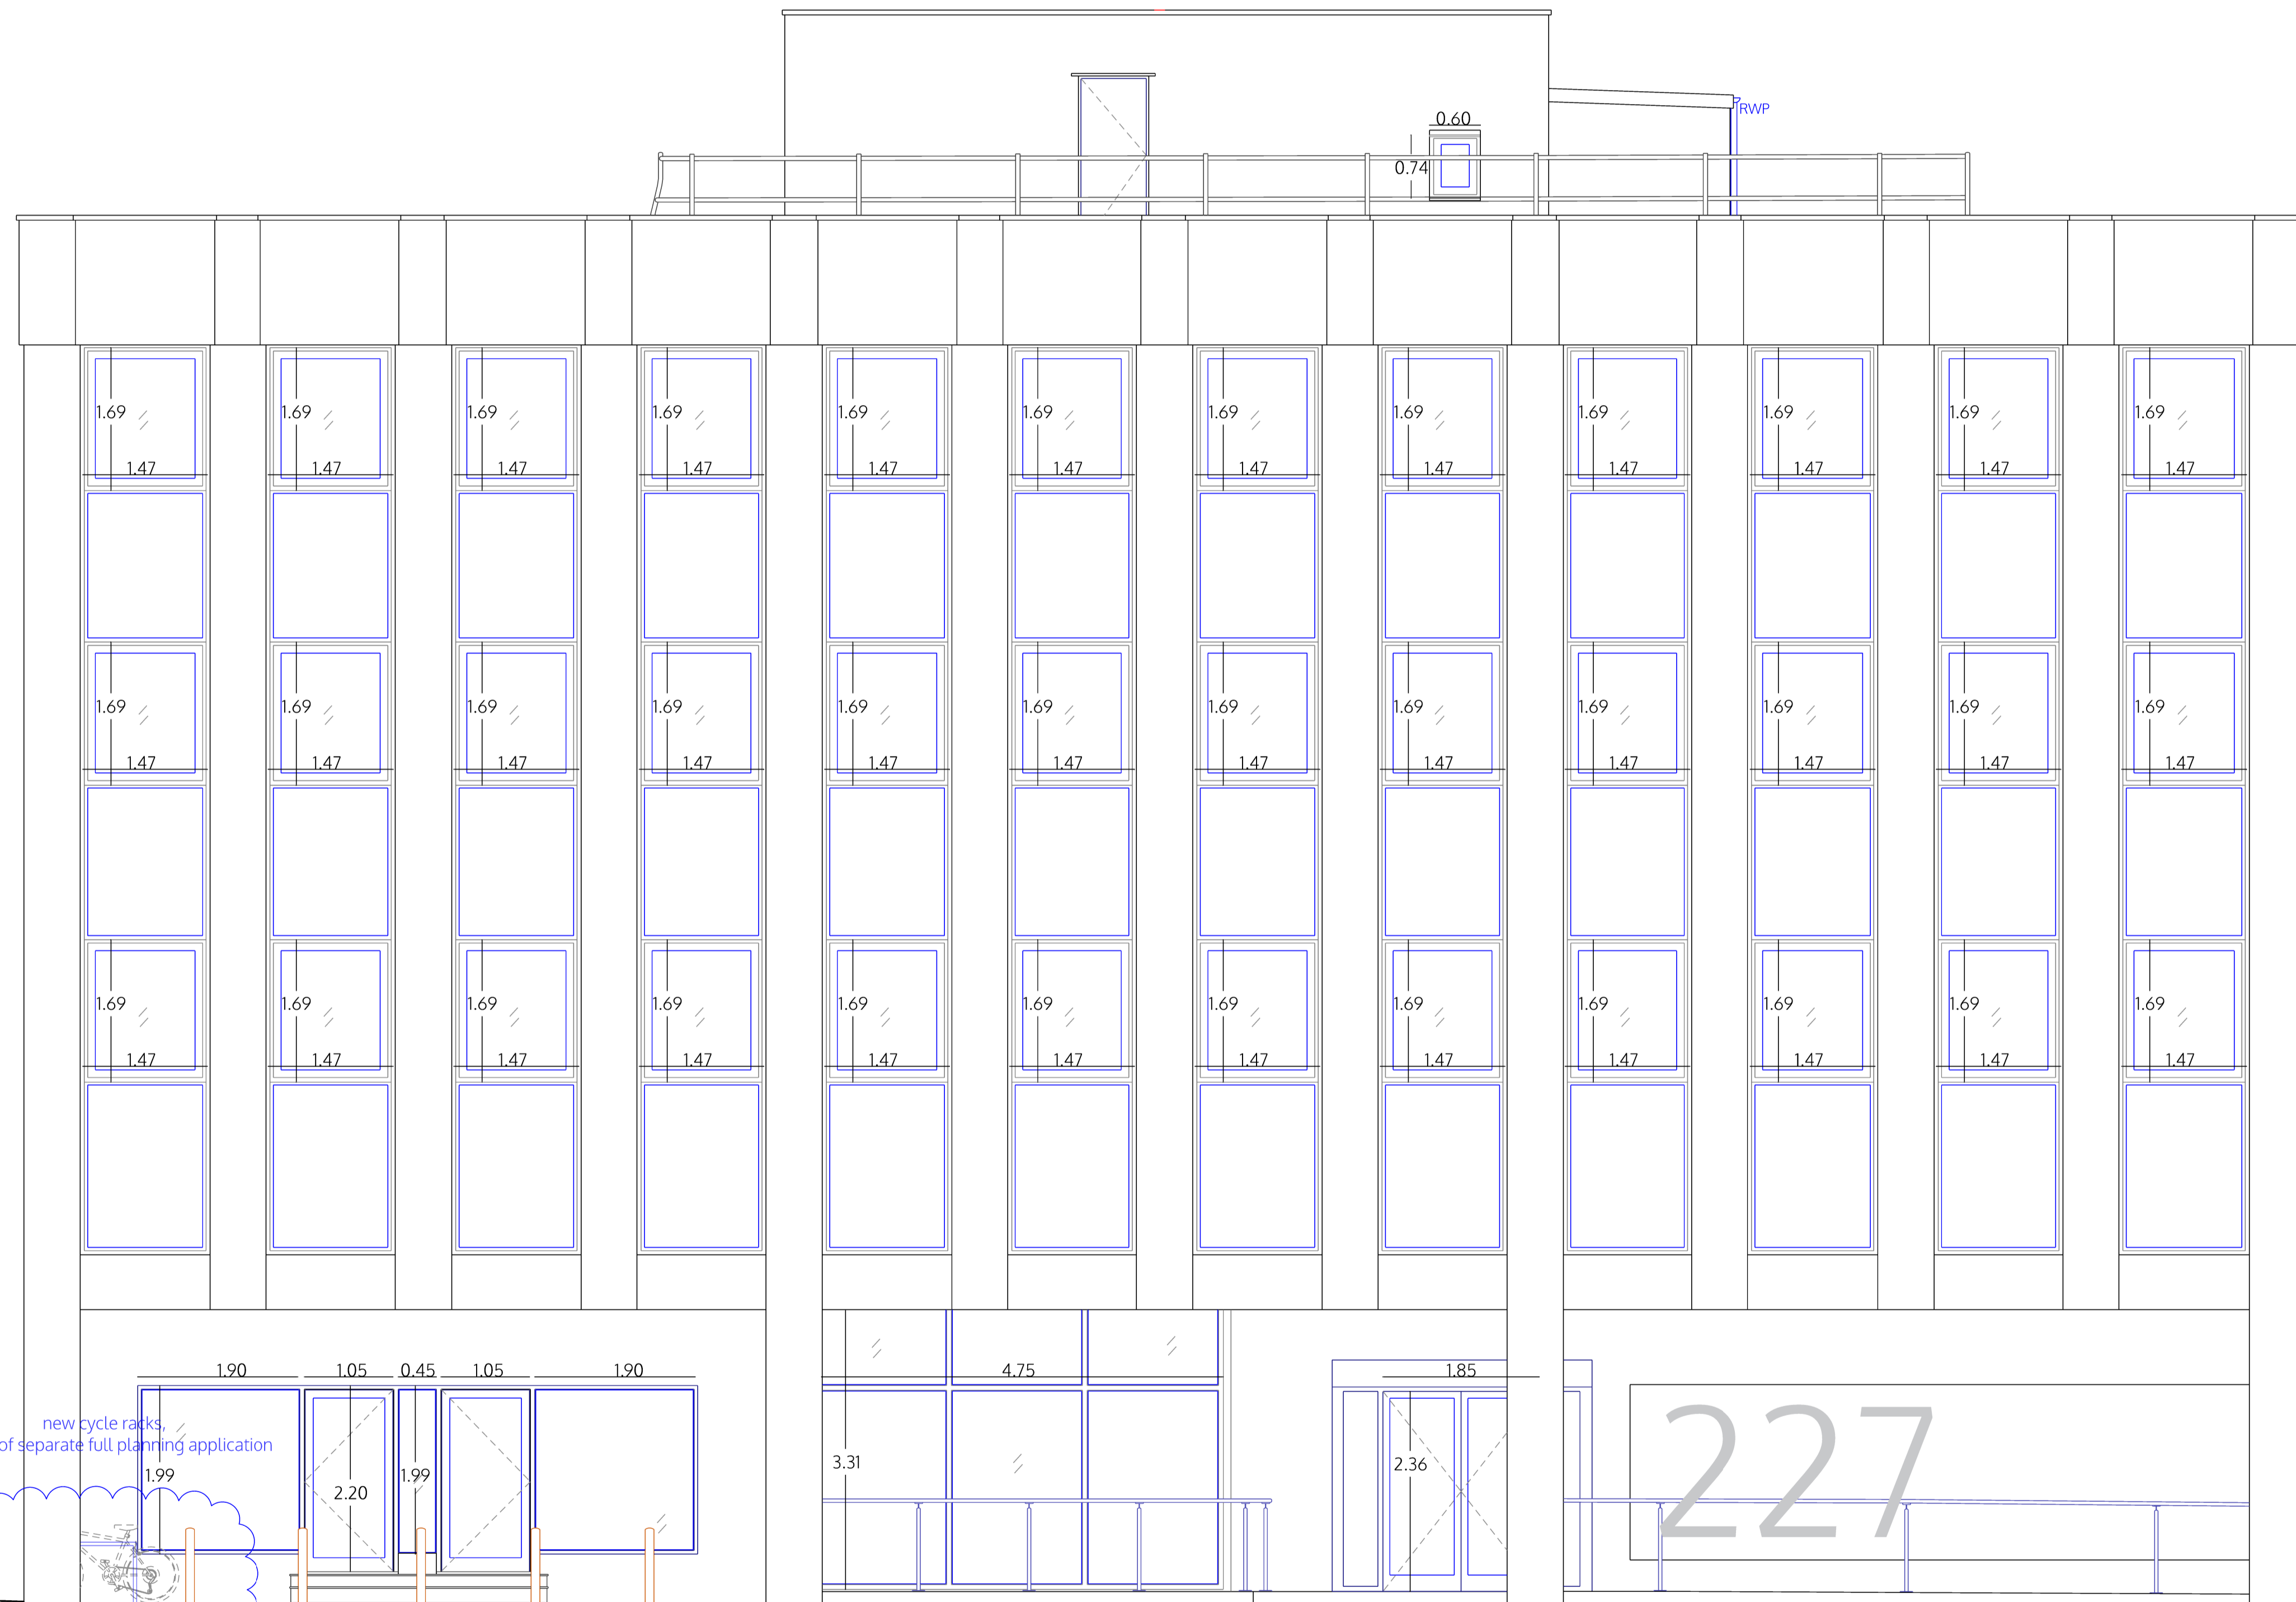 RWP
0.60
0.74
1.69 1.69 1.69 1.69 1.69 1.69 1.69 1.69 1.69 1.69 1.69 1.69
1.47 1.47 1.47 1.47 1.47 1.47 1.47 1.47 1.47 1.47 1.47 1.47
1.69 1.69 1.69 1.69 1.69 1.69 1.69 1.69 1.69 1.69 1.69 1.69
1.47 1.47 1.47 1.47 1.47 1.47 1.47 1.47 1.47 1.47 1.47 1.47
1.69 1.69 1.69 1.69 1.69 1.69 1.69 1.69 1.69 1.69 1.69 1.69
1.47 1.47 1.47 1.47 1.47 1.47 1.47 1.47 1.47 1.47 1.47 1.47
1.90 1.05 0.45 1.05 1.90 4.75 1.85
new cycle racks,
of separate full planning application
1.99 2.20 1.99 3.31 2.36
227